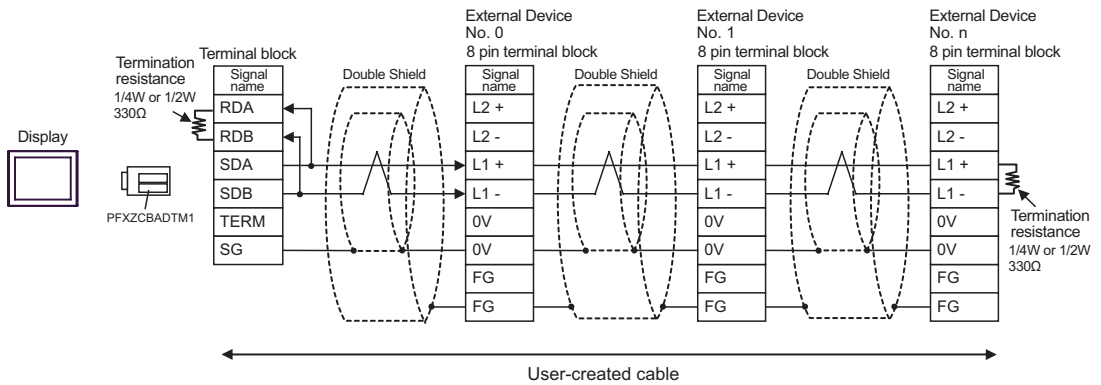 External Device
No. 0
8 pin terminal block
External Device
No. 1
8 pin terminal block
External Device
No. n
8 pin terminal block
Termination
resistance
1/4W or 1/2W
330Ω
Terminal block
Signal
name
RDA
RDB
SDA
SDB
TERM
SG
Display
PFXZCBADTM1
Double Shield
Signal
name
L2 +
L2 -
L1 +
L1 -
0V
0V
FG
FG
Double Shield
Signal
name
L2 +
L2 -
L1 +
L1 -
0V
0V
FG
FG
Double Shield
Signal
name
L2 +
L2 -
L1 +
L1 -
0V
0V
FG
FG
Termination
resistance
1/4W or 1/2W
330Ω
User-created cable